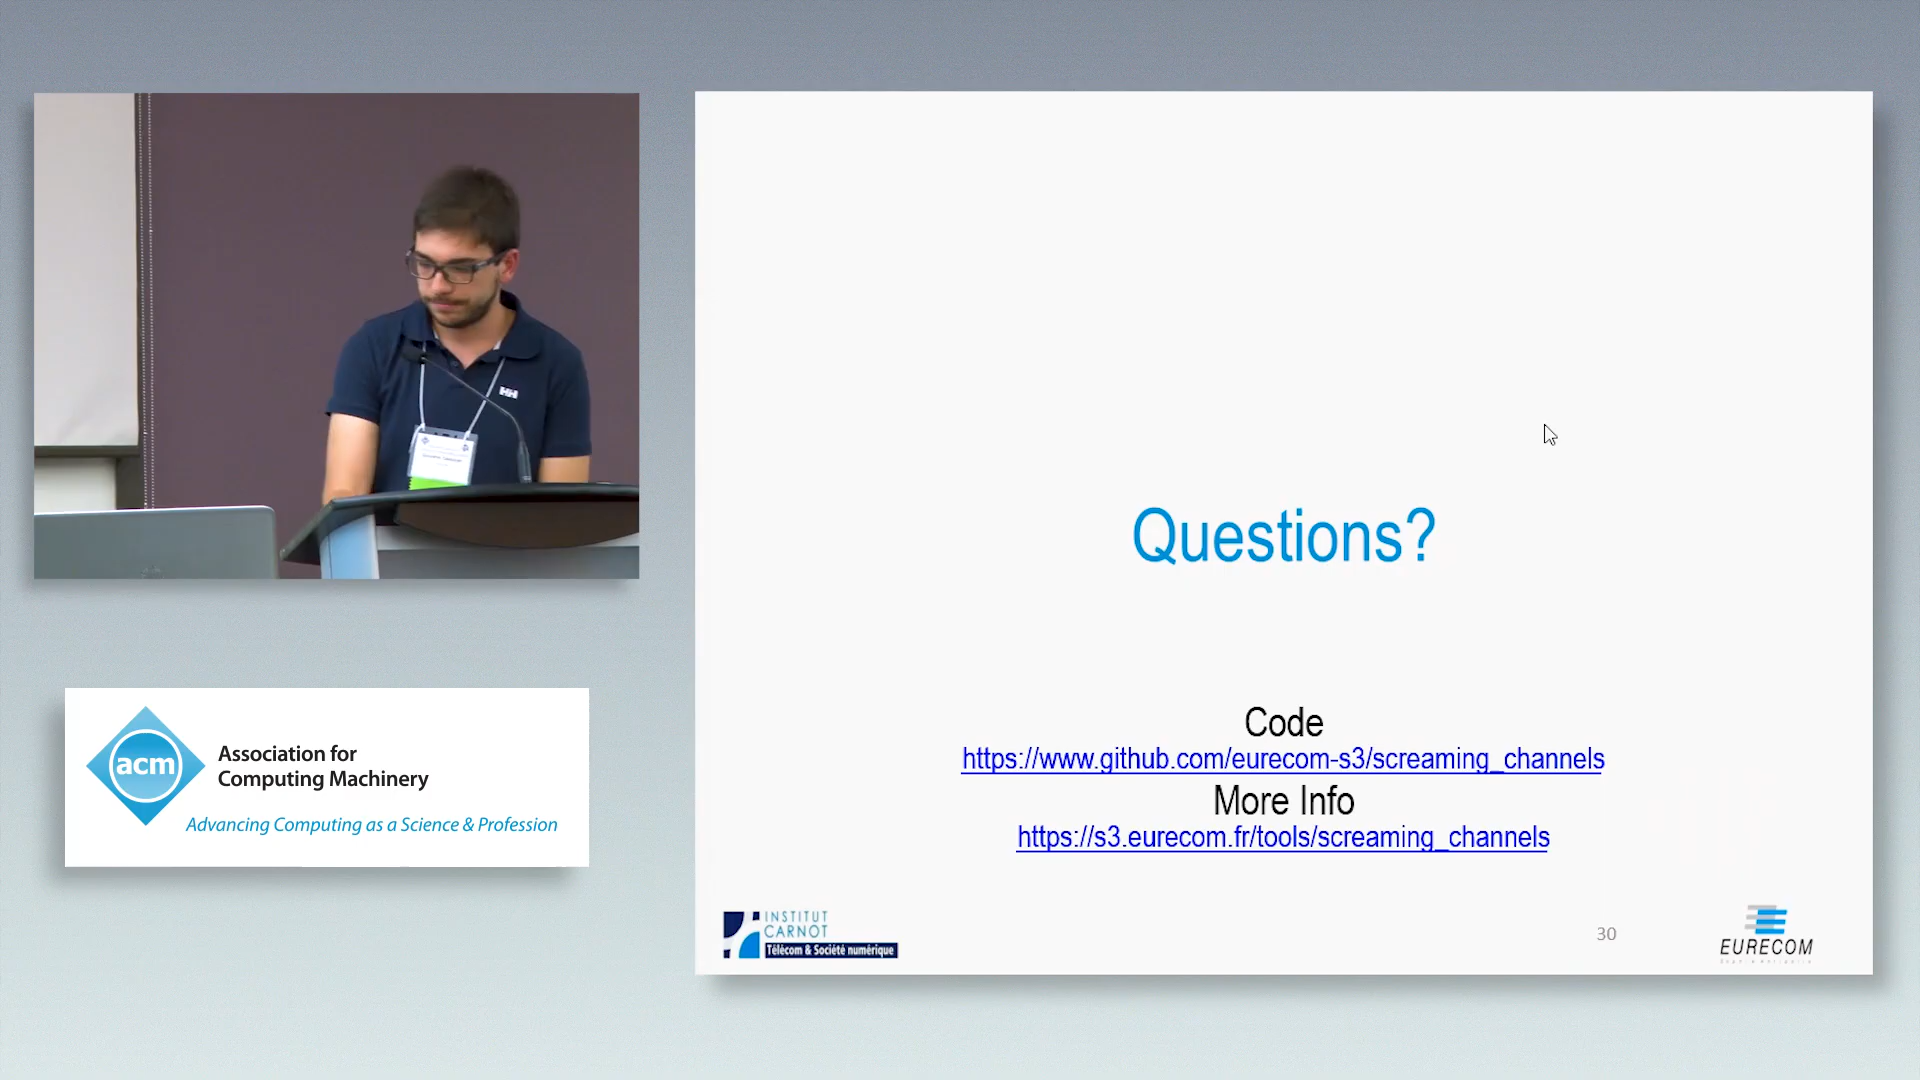 HH
acm
Association for
Computing Machinery
Advancing Computing as a Science & Profession
Questions?
Code
https://www.github.com/eurecom-s3/screaming_channels
More Info
https://s3.eurecom.fr/tools/screaming_channels
INSTITUT
CARNOT
Télécom & Société numérique
30
EURECOM